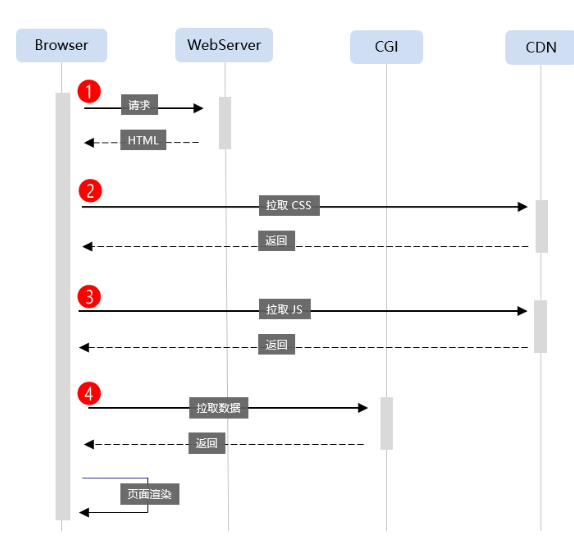 Browser
WebServer
CGI
CDN
1
请求
HTML
2
拉取 CSS
返回
3
拉取 JS
返回
4
拉取数据
返回
页面渲染